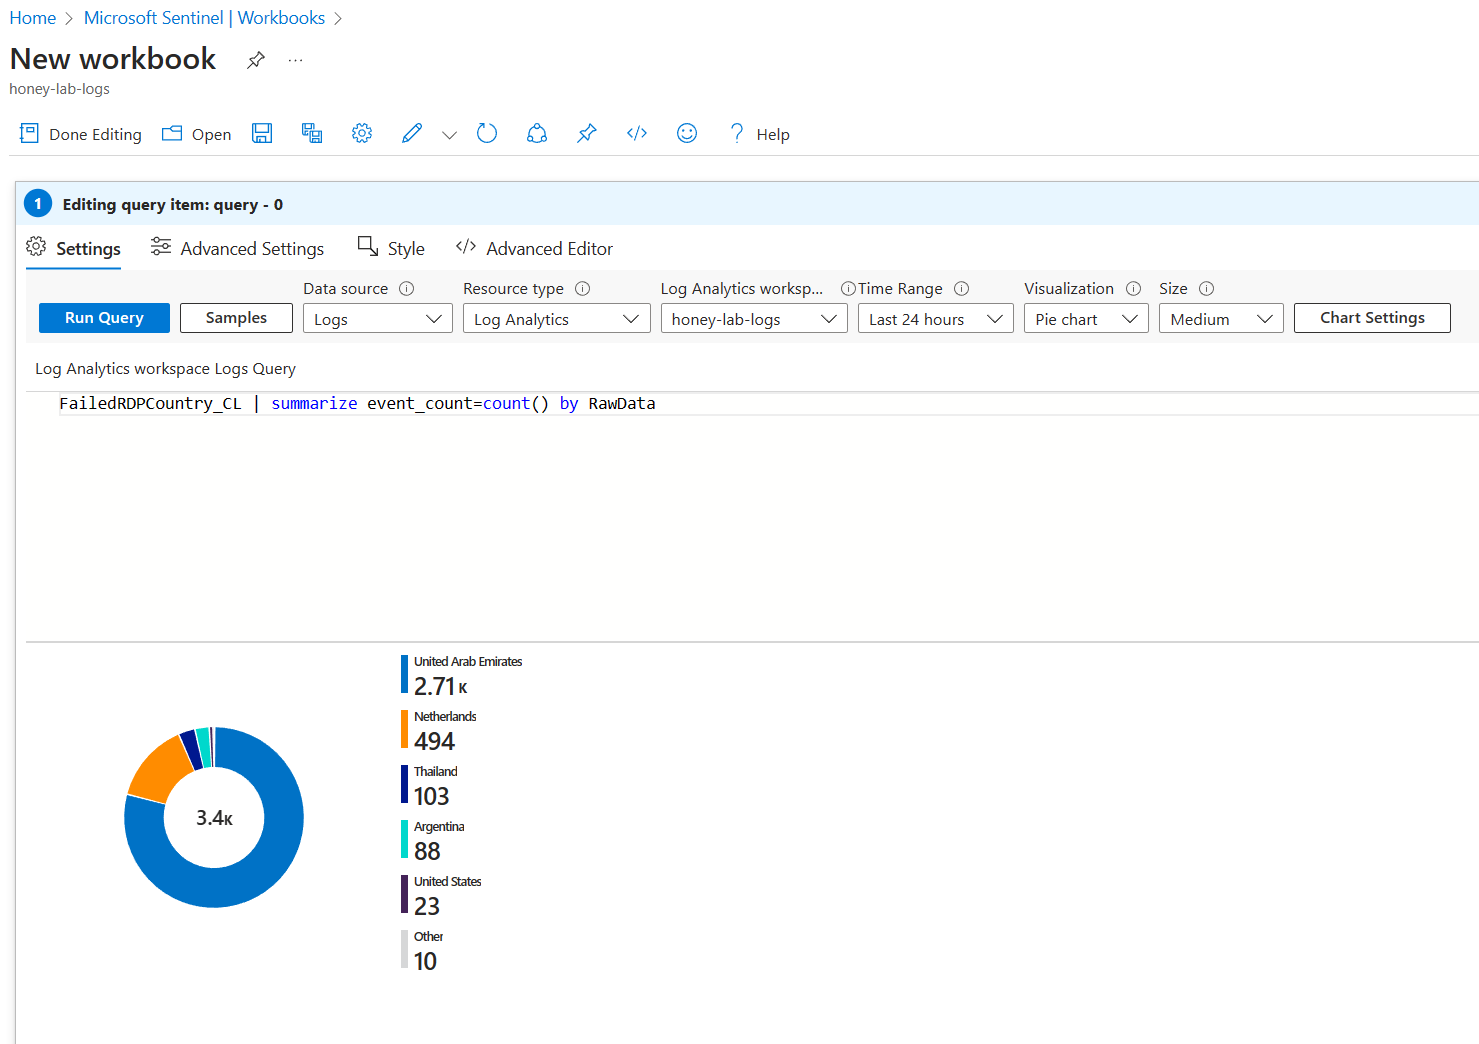 Home > Microsoft Sentinel | Workbooks >
New workbook ...
honey-lab-logs
Done Editing Open ? Help
1 Editing query item: query - 0
Settings Advanced Settings Style </> Advanced Editor
Data source Resource type Log Analytics worksp... Time Range Visualization Size
Run Query Samples Logs Log Analytics honey-lab-logs Last 24 hours Pie chart Medium Chart Settings
Log Analytics workspace Logs Query
FailedRDPCountry_CL | summarize event_count=count() by RawData
United Arab Emirates
2.71 K
Netherlands
494
Thailand
103
3.4K
Argentina
88
United States
23
Other
10